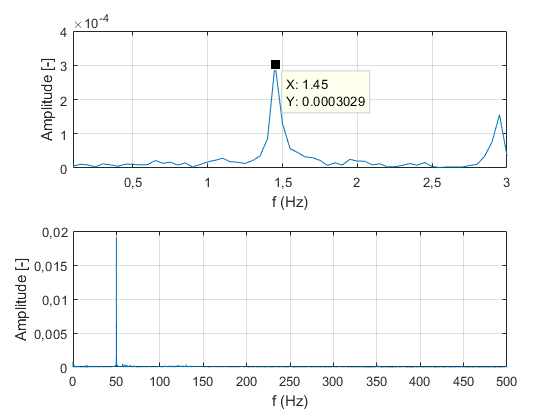 ×10-4
4
3
2
1
0
Amplitude [-]
X: 1.45
Y: 0.0003029
0,5 1 1,5 2 2,5 3
f (Hz)
0,02
0,015
0,01
0,005
0
Amplitude [-]
0 50 100 150 200 250 300 350 400 450 500
f (Hz)